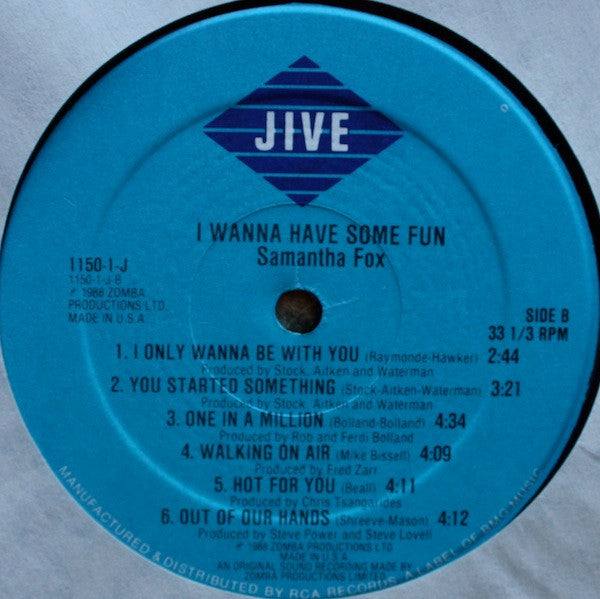 JIVE
I WANNA HAVE SOME FUN
Samantha Fox
1150-1-J
1150-1-J-B
℗ 1988 ZOMBA
PRODUCTIONS LTD.
MADE IN U.S.A.
SIDE B
33 1/3 RPM
1. I ONLY WANNA BE WITH YOU (Raymonde-Hawker) 2:44
Produced by Stock, Aitken and Waterman
2. YOU STARTED SOMETHING (Stock-Aitken-Waterman) 3:21
Produced by Stock, Aitken and Waterman
3. ONE IN A MILLION (Bolland-Bolland) 4:34
Produced by Rob and Ferdi Bolland
4. WALKING ON AIR (Mike Bissell) 4:09
Produced by Fred Zarr
5. HOT FOR YOU (Beall) 4:11
Produced by Chris Tsangarides
6. OUT OF OUR HANDS (Shreeve-Mason) 4:12
Produced by Steve Power and Steve Lovell
℗ 1988 ZOMBA PRODUCTIONS LTD
MADE IN U.S.A
AN ORIGINAL SOUND RECORDING MADE BY
ZOMBA PRODUCTIONS LIMITED
MANUFACTURED & DISTRIBUTED BY RCA RECORDS, A LABEL OF BMG MUSIC